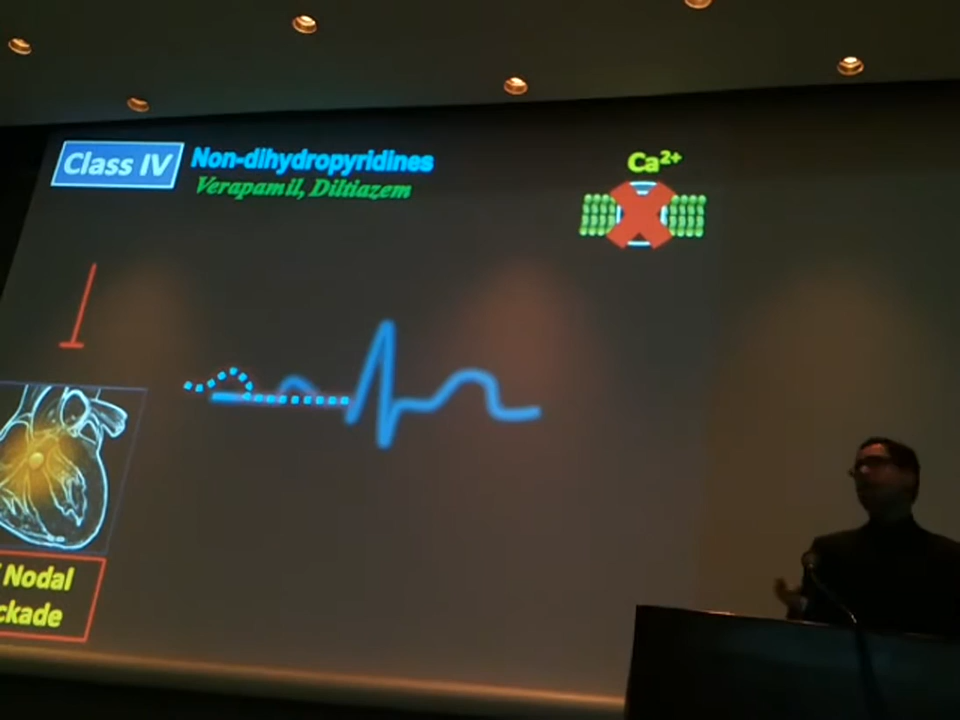 Class IV
Non-dihydropyridines
Verapamil, Diltiazem
Ca²⁺
Nodal
ckade